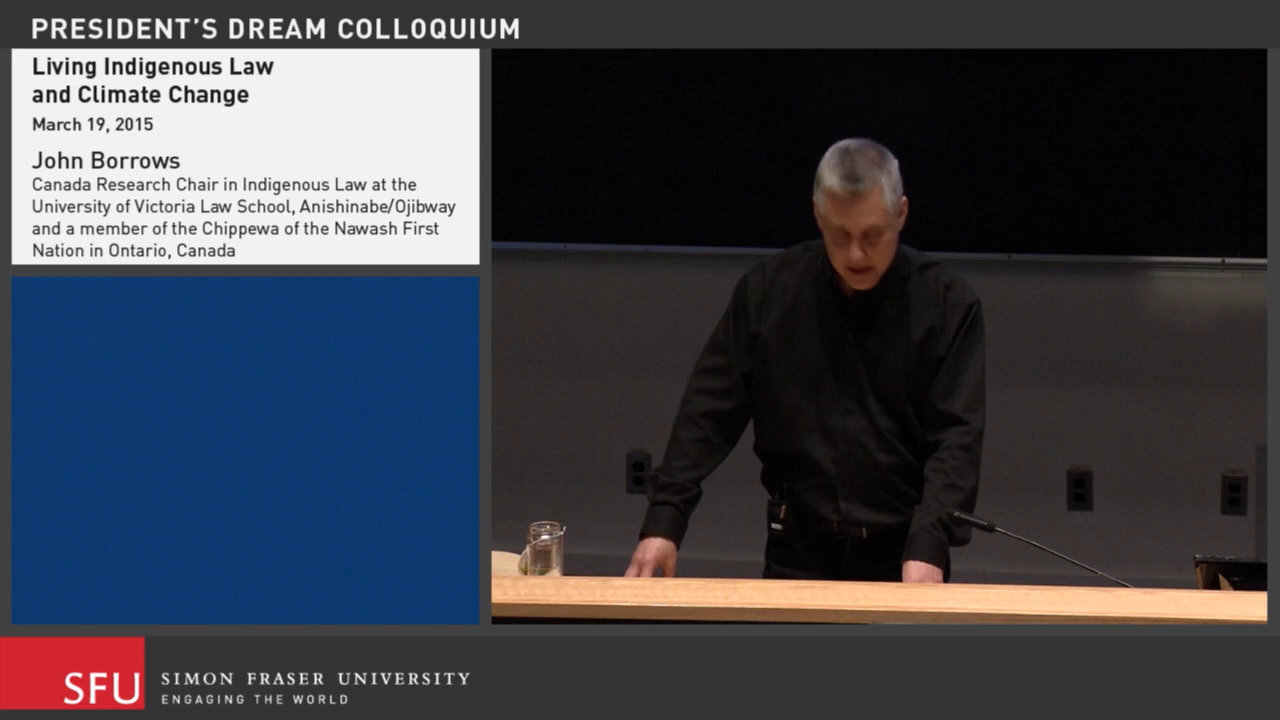 PRESIDENT'S DREAM COLLOQUIUM
Living Indigenous Law
and Climate Change
March 19, 2015
John Borrows
Canada Research Chair in Indigenous Law at the
University of Victoria Law School, Anishinabe/Ojibway
and a member of the Chippewa of the Nawash First
Nation in Ontario, Canada
SFU
SIMON FRASER UNIVERSITY
ENGAGING THE WORLD